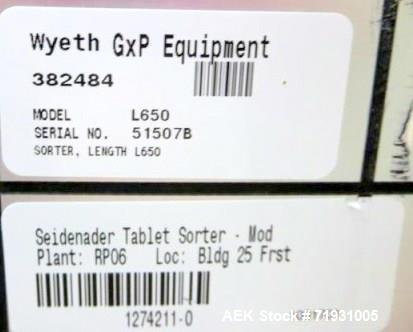 Wyeth GxP Equipment
382484
MODEL L650
SERIAL NO. 51507B
SORTER, LENGTH L650
Seidenader Tablet Sorter - Mod
Plant: RP06 Loc: Bldg 25 Frst
1274211-0
AEK Stock # 71931005